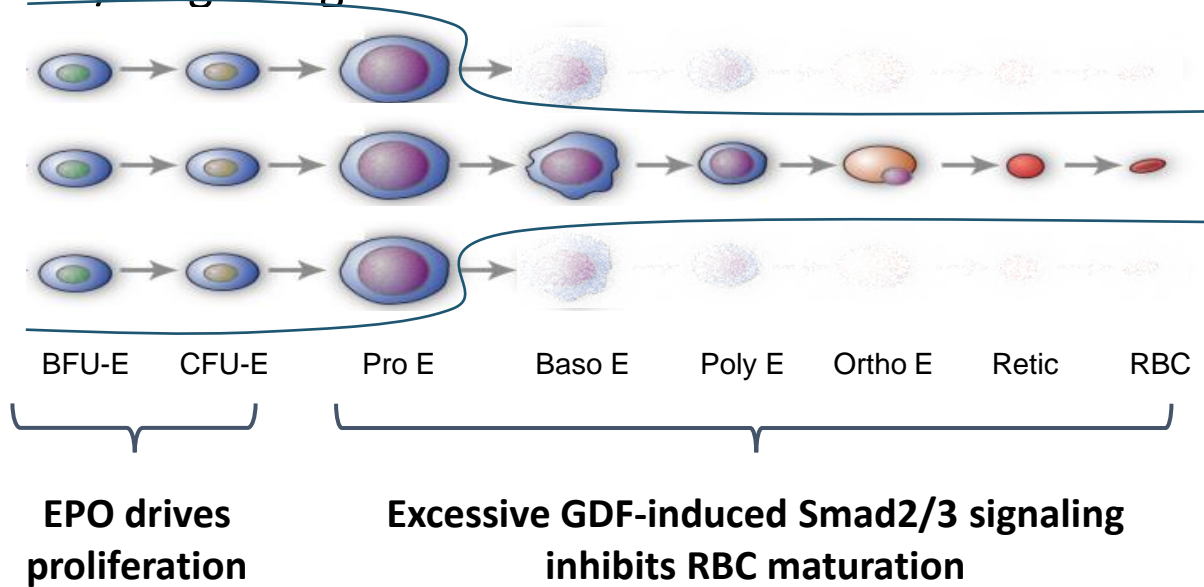 BFU-E CFU-E Pro E Baso E Poly E Ortho E Retic RBC
EPO drives
proliferation
Excessive GDF-induced Smad2/3 signaling
inhibits RBC maturation